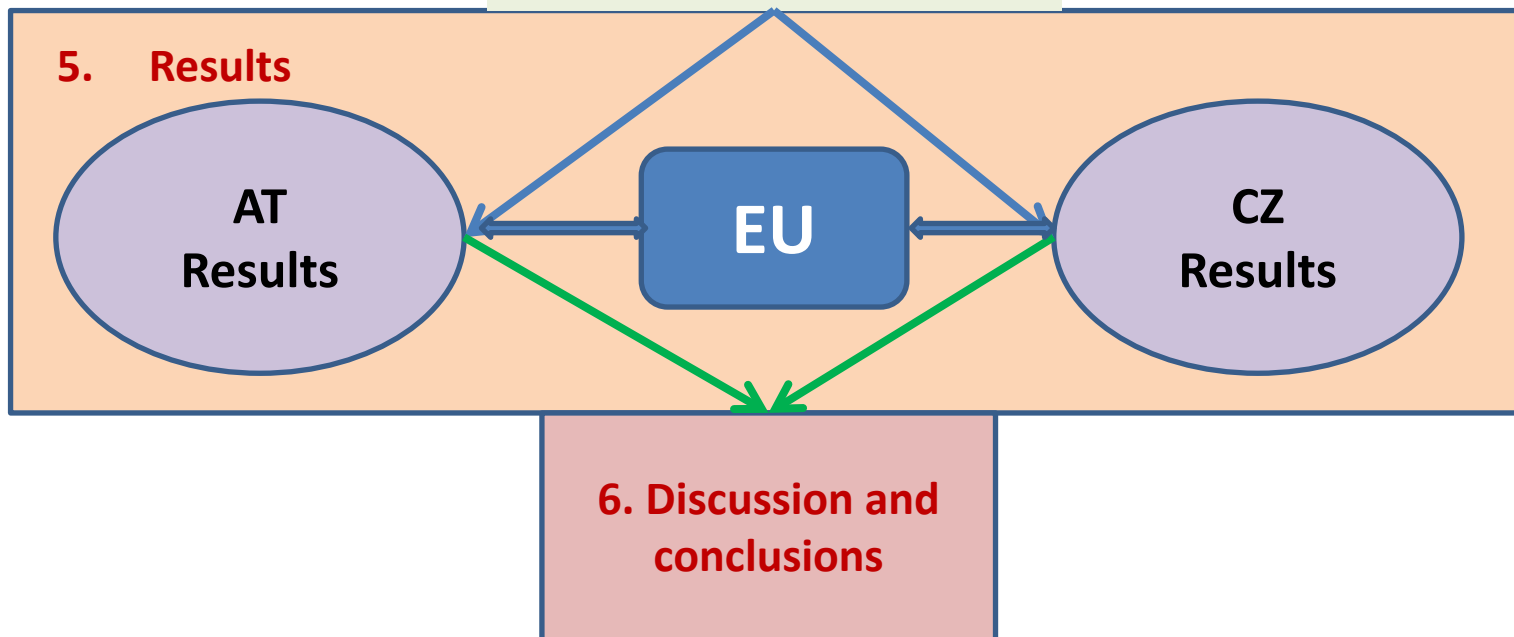 5. Results
AT
Results
EU
CZ
Results
6. Discussion and
conclusions